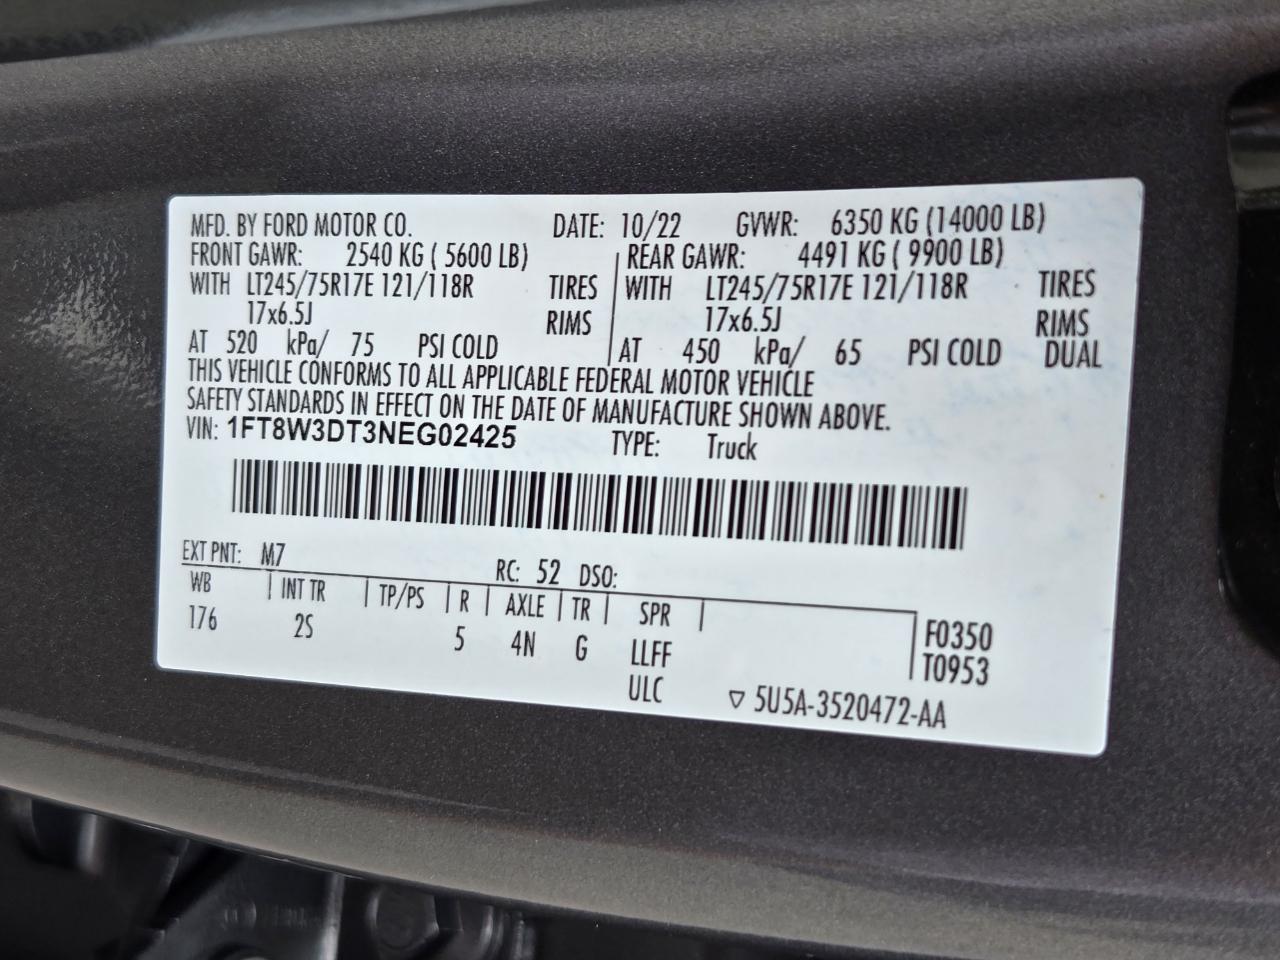 MFD. BY FORD MOTOR CO. DATE: 10/22 GVWR: 6350 KG (14000 LB)
FRONT GAWR: 2540 KG ( 5600 LB) REAR GAWR: 4491 KG ( 9900 LB)
WITH LT245/75R17E 121/118R TIRES WITH LT245/75R17E 121/118R TIRES
17x6.5J RIMS 17x6.5J RIMS
AT 520 kPa/ 75 PSI COLD AT 450 kPa/ 65 PSI COLD DUAL
THIS VEHICLE CONFORMS TO ALL APPLICABLE FEDERAL MOTOR VEHICLE
SAFETY STANDARDS IN EFFECT ON THE DATE OF MANUFACTURE SHOWN ABOVE.
VIN: 1FT8W3DT3NEG02425 TYPE: Truck
EXT PNT: M7 RC: 52 DSO:
WB INT TR TP/PS R AXLE TR SPR
176 2S 5 4N G LLFF F0350
ULC T0953
▽ 5U5A-3520472-AA